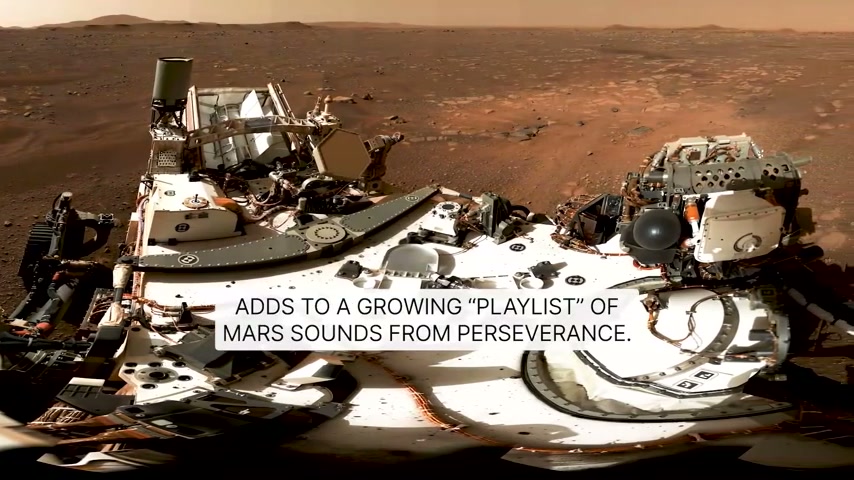 ADDS TO A GROWING “PLAYLIST” OF
MARS SOUNDS FROM PERSEVERANCE.